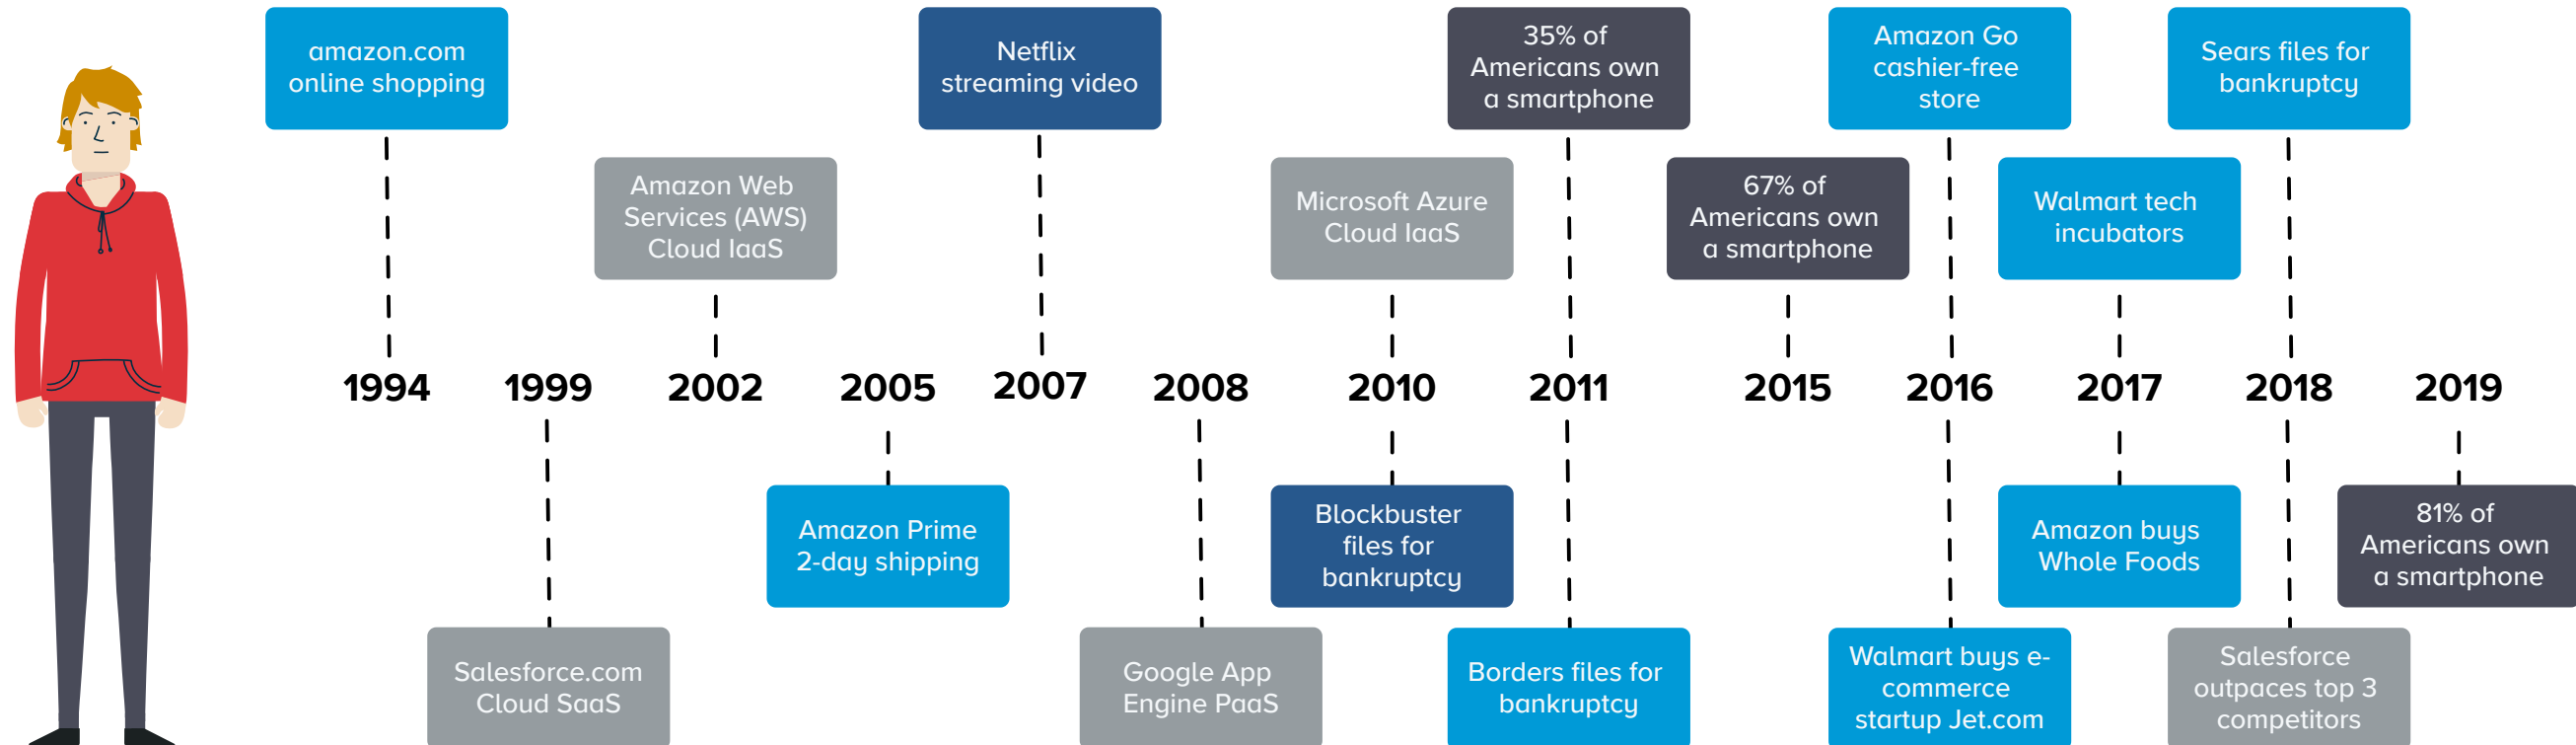 amazon.com
online shopping
Netflix
streaming video
35% of
Americans own
a smartphone
Amazon Go
cashier-free
store
Sears files for
bankruptcy
Amazon Web
Services (AWS)
Cloud IaaS
Microsoft Azure
Cloud IaaS
67% of
Americans own
a smartphone
Walmart tech
incubators
1994
1999
2002
2005
2007
2008
2010
2011
2015
2016
2017
2018
2019
Amazon Prime
2-day shipping
Blockbuster
files for
bankruptcy
Amazon buys
Whole Foods
81% of
Americans own
a smartphone
Salesforce.com
Cloud SaaS
Google App
Engine PaaS
Borders files for
bankruptcy
Walmart buys e-
commerce
startup Jet.com
Salesforce
outpaces top 3
competitors